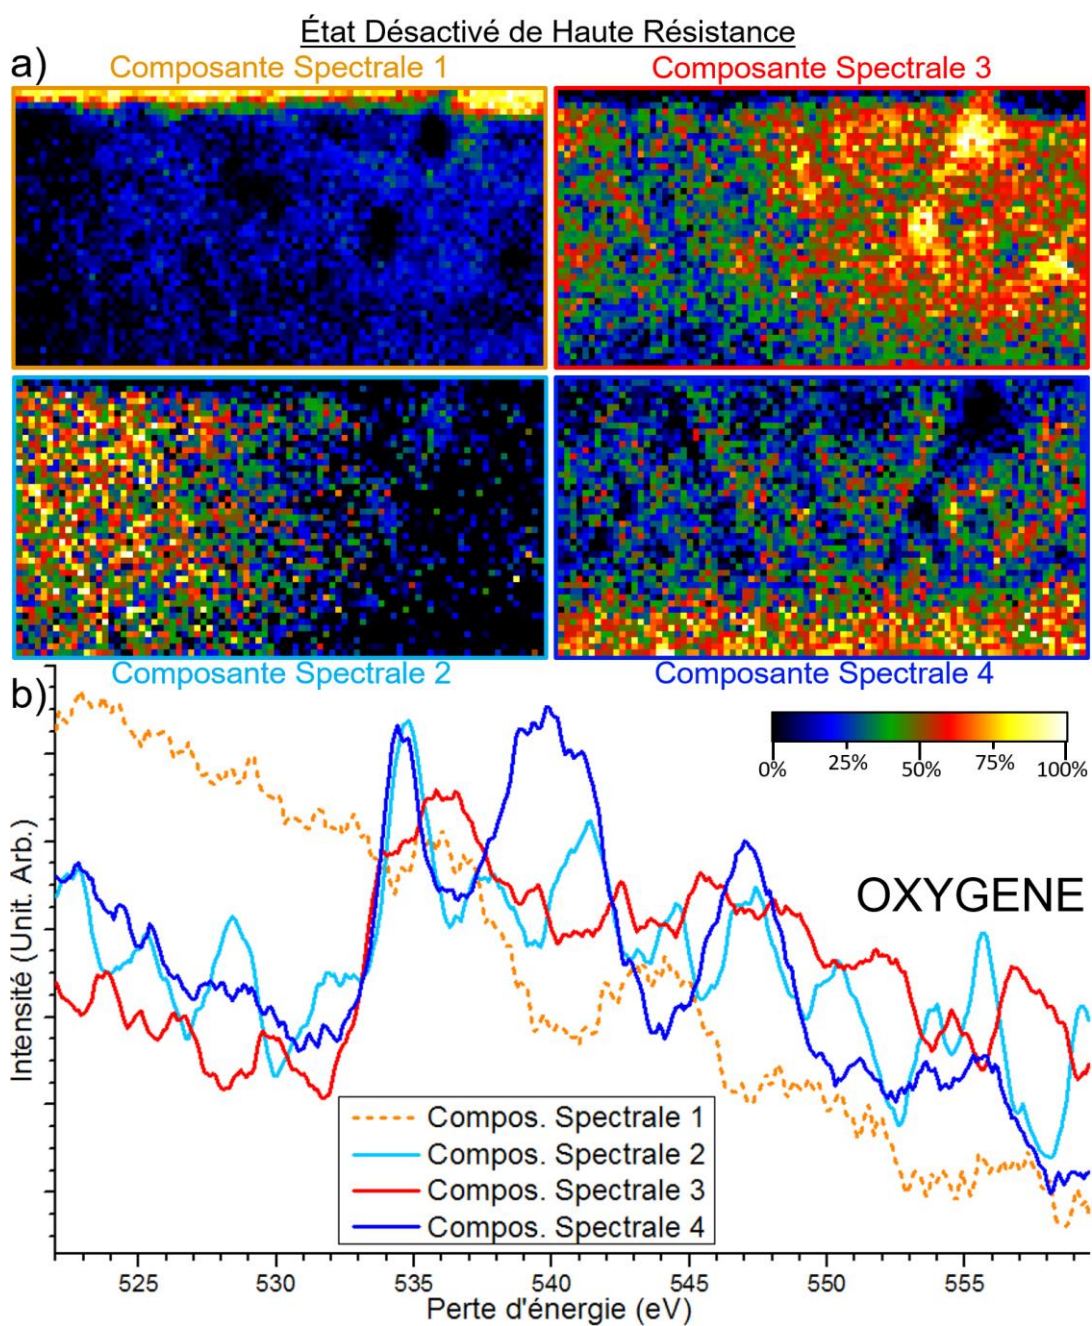 État Désactivé de Haute Résistance
a)
Composante Spectrale 1
Composante Spectrale 3
Composante Spectrale 2
Composante Spectrale 4
b)
0% 25% 50% 75% 100%
OXYGENE
Intensité (Unit. Arb.)
Compos. Spectrale 1
Compos. Spectrale 2
Compos. Spectrale 3
Compos. Spectrale 4
525 530 535 540 545 550 555
Perte d'énergie (eV)